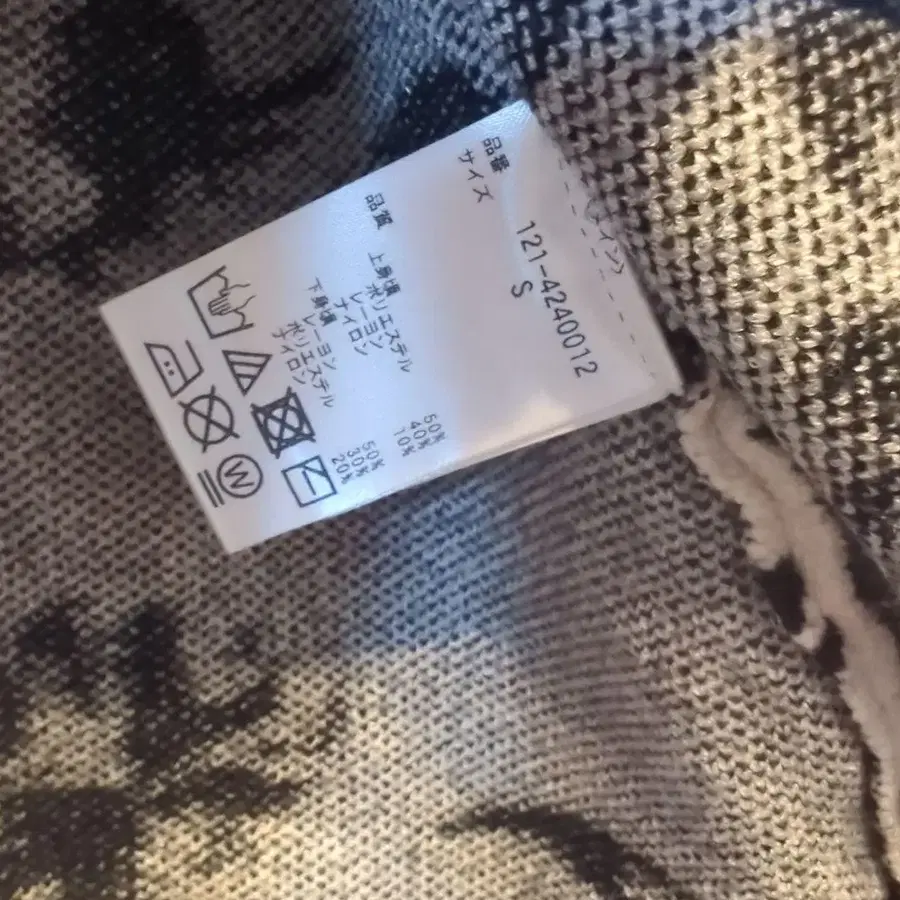 品番 121-4240012
サイズ S
品質 上身頃 ポリエステル 50%
レーヨン 40%
ナイロン 10%
下身頃 レーヨン 50%
ポリエステル 30%
ナイロン 20%
W